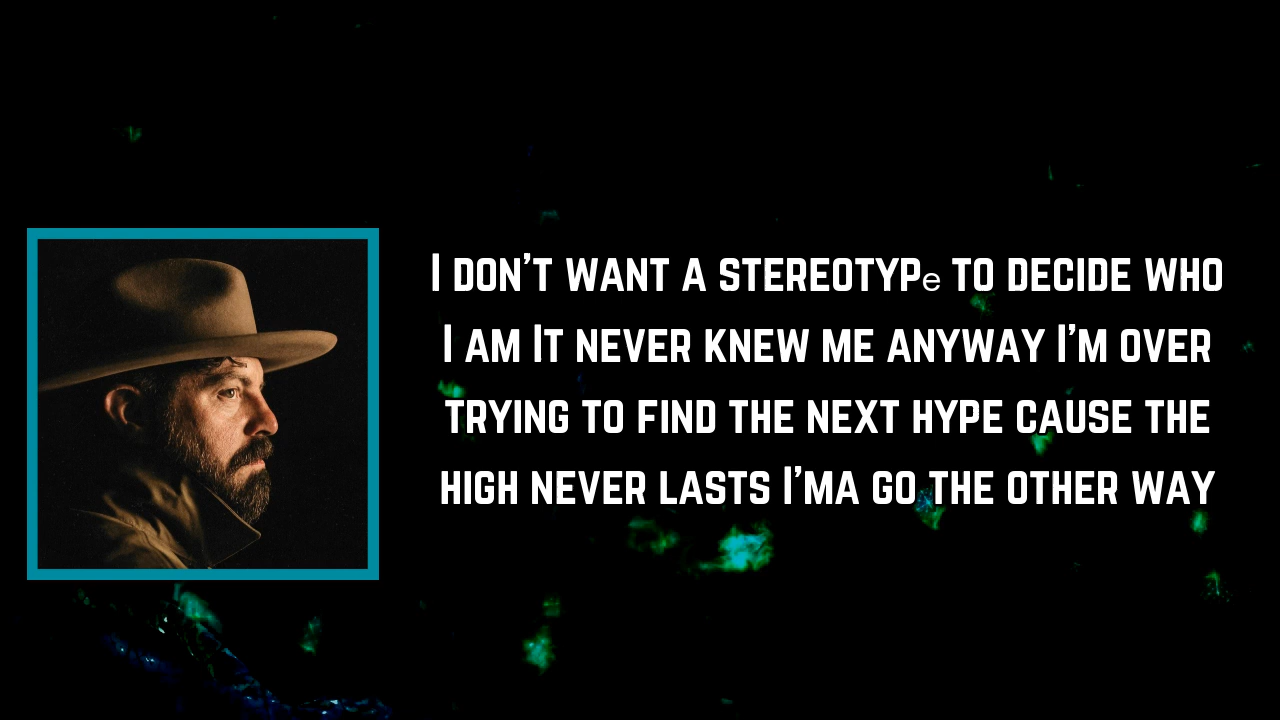 I DON'T WANT A STEREOTYPe TO DECIDE WHO
I AM IT NEVER KNEW ME ANYWAY I'M OVER
TRYING TO FIND THE NEXT HYPE CAUSE THE
HIGH NEVER LASTS I'MA GO THE OTHER WAY